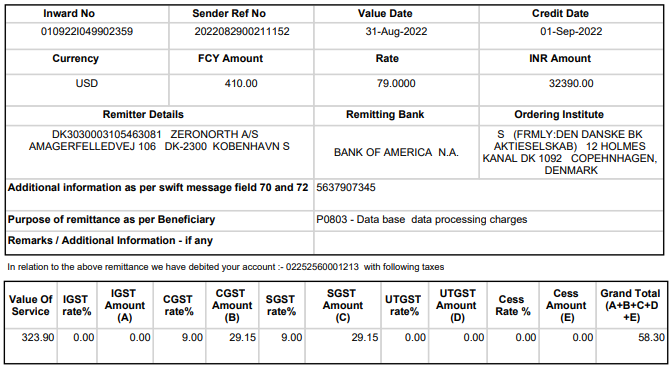 Inward No Sender Ref No Value Date Credit Date
010922I049902359 2022082900211152 31-Aug-2022 01-Sep-2022
Currency FCY Amount Rate INR Amount
USD 410.00 79.0000 32390.00
Remitter Details Remitting Bank Ordering Institute
DK3030003105463081 ZERONORTH A/S
AMAGERFELLEDVEJ 106 DK-2300 KOBENHAVN S
BANK OF AMERICA N.A.
S (FRMLY:DEN DANSKE BK
AKTIESELSKAB) 12 HOLMES
KANAL DK 1092 COPEHNHAGEN,
DENMARK
Additional information as per swift message field 70 and 72 5637907345
Purpose of remittance as per Beneficiary P0803 - Data base data processing charges
Remarks / Additional Information - if any
In relation to the above remittance we have debited your account :- 02252560001213 with following taxes
Value Of
Service
IGST
rate%
IGST
Amount
(A)
CGST
rate%
CGST
Amount
(B)
SGST
rate%
SGST
Amount
(C)
UTGST
rate%
UTGST
Amount
(D)
Cess
Rate %
Cess
Amount
(E)
Grand Total
(A+B+C+D
+E)
323.90 0.00 0.00 9.00 29.15 9.00 29.15 0.00 0.00 0.00 0.00 58.30